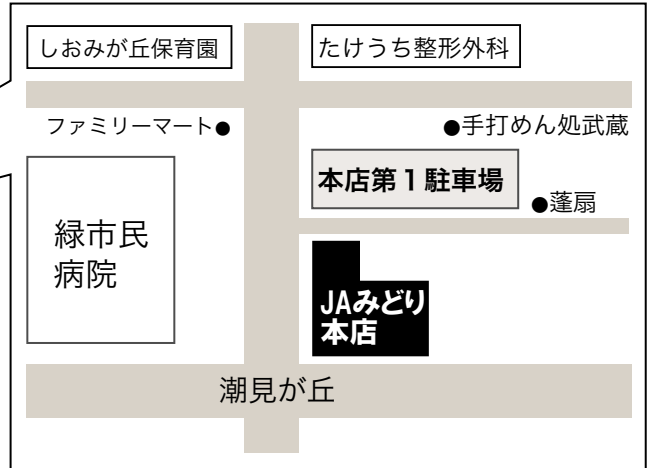 しおみが丘保育園
たけうち整形外科
ファミリーマート●
●手打めん処武蔵
本店第1駐車場
●蓬扇
緑市民
病院
JAみどり
本店
潮見が丘